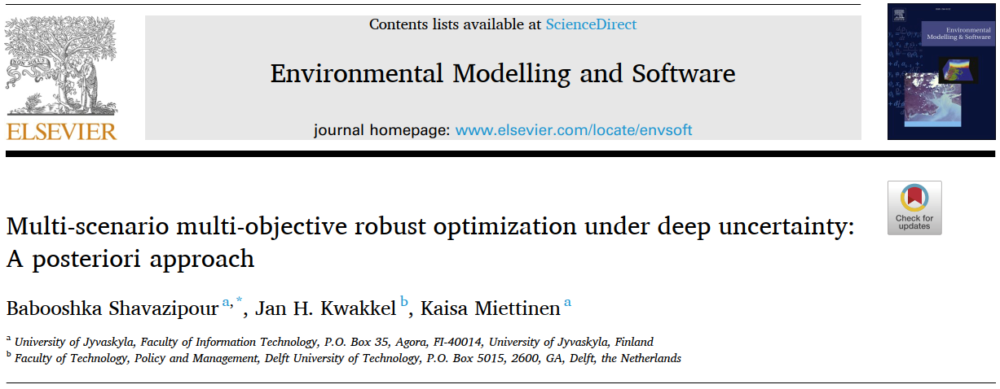 Contents lists available at ScienceDirect
Environmental Modelling and Software
journal homepage: www.elsevier.com/locate/envsoft
NON SOLUS
ELSEVIER
Environmental
Modelling & Software
Check for
updates
Multi-scenario multi-objective robust optimization under deep uncertainty:
A posteriori approach
Babooshka Shavazipour a,*, Jan H. Kwakkel b, Kaisa Miettinen a
a University of Jyvaskyla, Faculty of Information Technology, P.O. Box 35, Agora, FI-40014, University of Jyvaskyla, Finland
b Faculty of Technology, Policy and Management, Delft University of Technology, P.O. Box 5015, 2600, GA, Delft, the Netherlands